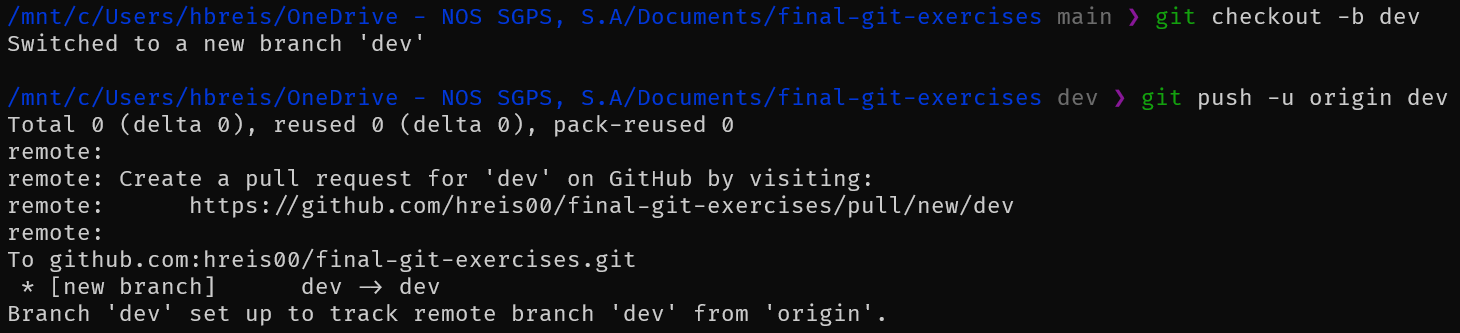 /mnt/c/Users/hbreis/OneDrive - NOS SGPS, S.A/Documents/final-git-exercises main ❯ git checkout -b dev
Switched to a new branch 'dev'
/mnt/c/Users/hbreis/OneDrive - NOS SGPS, S.A/Documents/final-git-exercises dev ❯ git push -u origin dev
Total 0 (delta 0), reused 0 (delta 0), pack-reused 0
remote:
remote: Create a pull request for 'dev' on GitHub by visiting:
remote:      https://github.com/hreis00/final-git-exercises/pull/new/dev
remote:
To github.com:hreis00/final-git-exercises.git
 * [new branch]      dev -> dev
Branch 'dev' set up to track remote branch 'dev' from 'origin'.